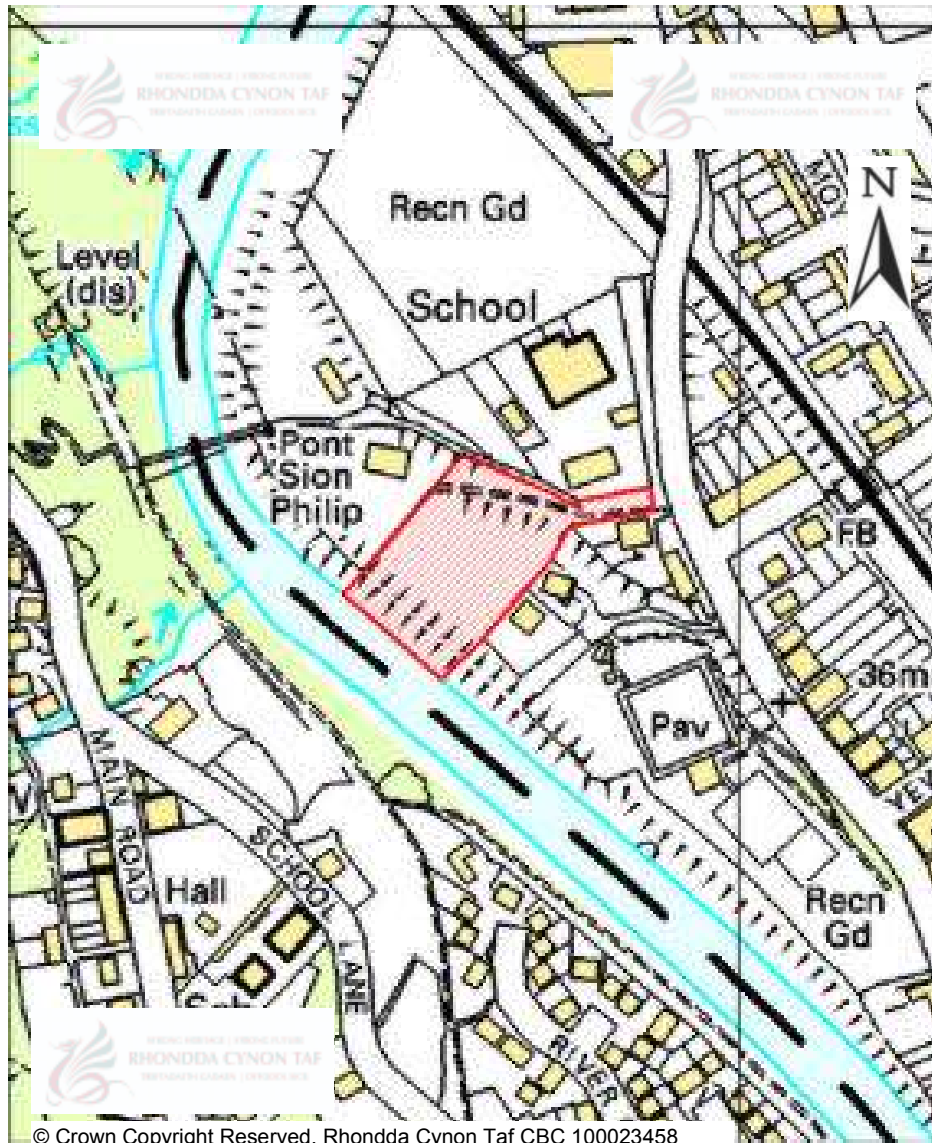 RHONDDA CYNON TAF
RHONDDA CYNON TAF
N
Recn Gd
Level
(dis)
School
Pont
Sion
Philip
FB
36m
Pav
MAIN ROAD
SCHOOL LANE
Hall
Recn
Gd
RIVER
RHONDDA CYNON TAF
© Crown Copyright Reserved. Rhondda Cynon Taf CBC 100023458